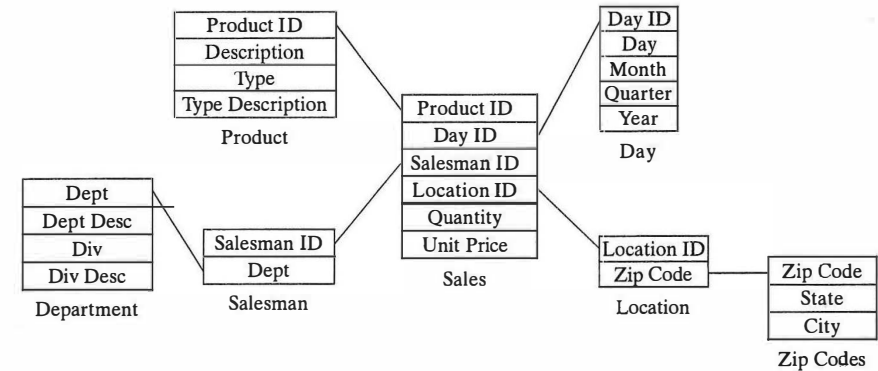 Product ID
Description
Type
Type Description
Product
Day ID
Day
Month
Quarter
Year
Day
Product ID
Day ID
Salesman ID
Location ID
Quantity
Unit Price
Sales
Dept
Dept Desc
Div
Div Desc
Department
Salesman ID
Dept
Salesman
Location ID
Zip Code
Location
Zip Code
State
City
Zip Codes